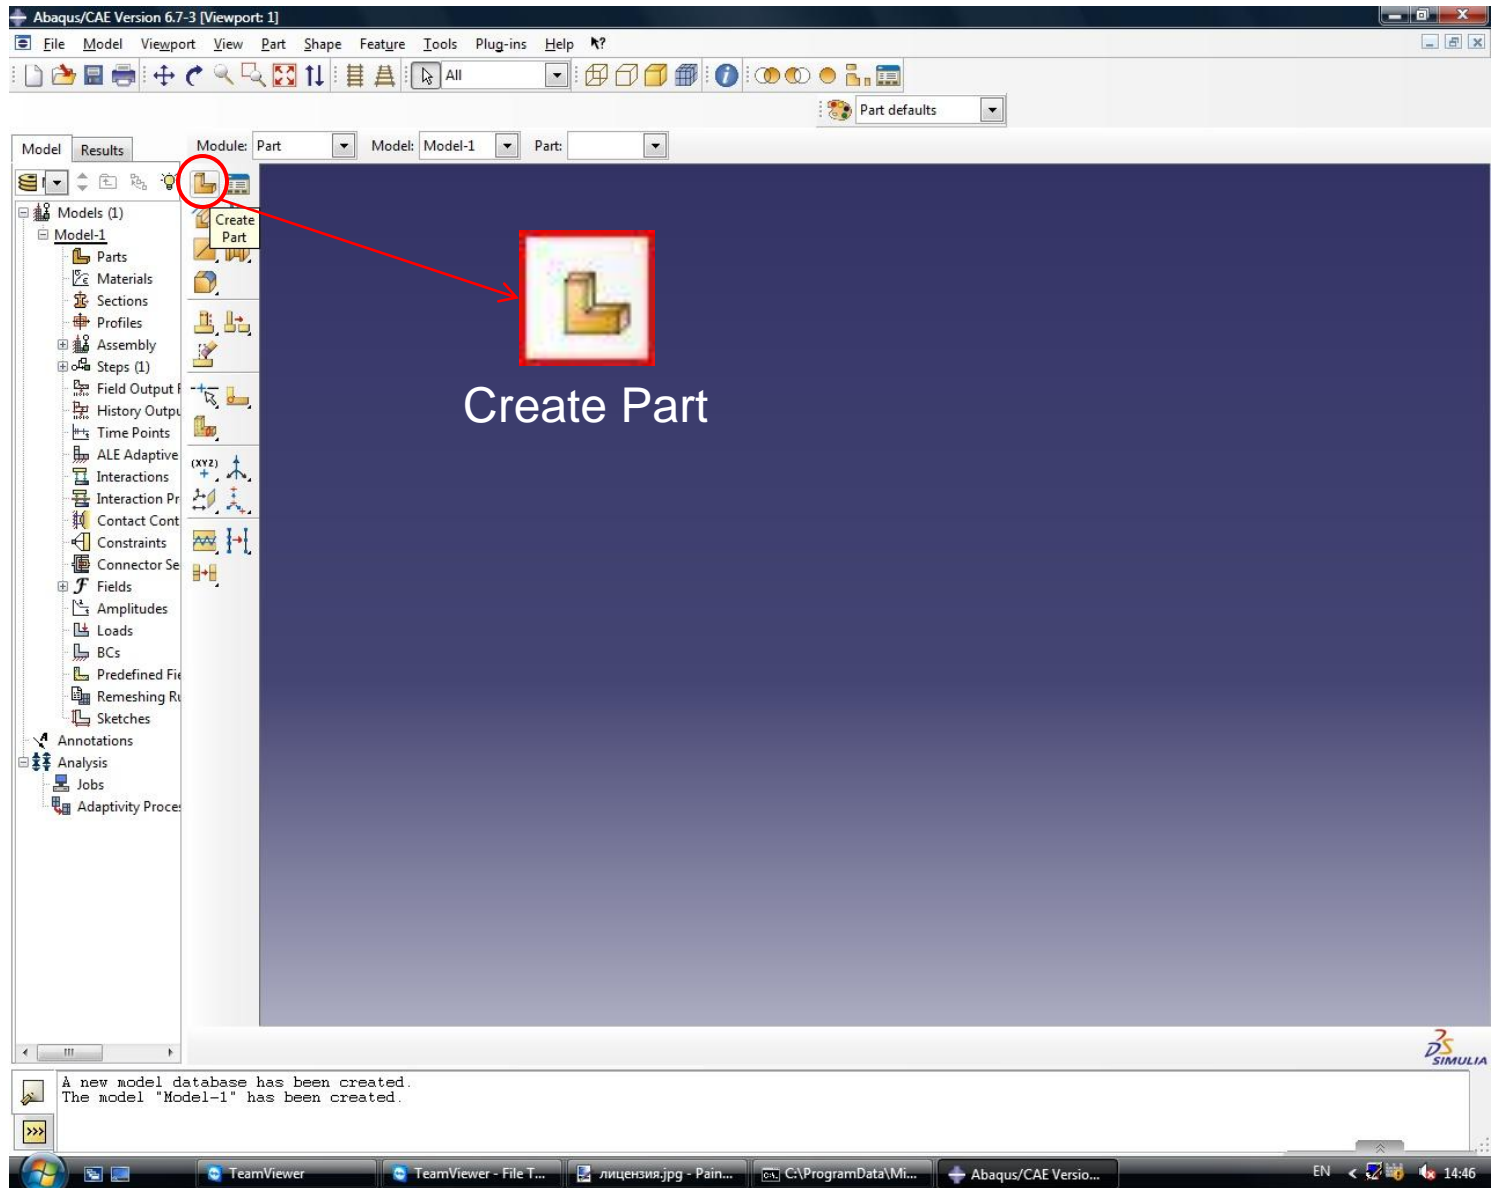 Abaqus/CAE Version 6.7-3 [Viewport: 1]
File Model Viewport View Part Shape Feature Tools Plug-ins Help
All
Part defaults
Model Results Module: Part Model: Model-1 Part:
Create
Part
Models (1)
Model-1
Parts
Materials
Sections
Profiles
Assembly
Steps (1)
Field Output
History Outpu
Time Points
ALE Adaptive
Interactions
Interaction Pr
Contact Cont
Constraints
Connector Se
Fields
Amplitudes
Loads
BCs
Predefined Fie
Remeshing Ru
Sketches
Annotations
Analysis
Jobs
Adaptivity Proces
(XYZ)
Create Part
SIMULIA
A new model database has been created.
The model "Model-1" has been created.
>>>
TeamViewer
TeamViewer - File T...
лицензия.jpg - Pain...
C:\ProgramData\Mi...
Abaqus/CAE Versio...
EN
14:46